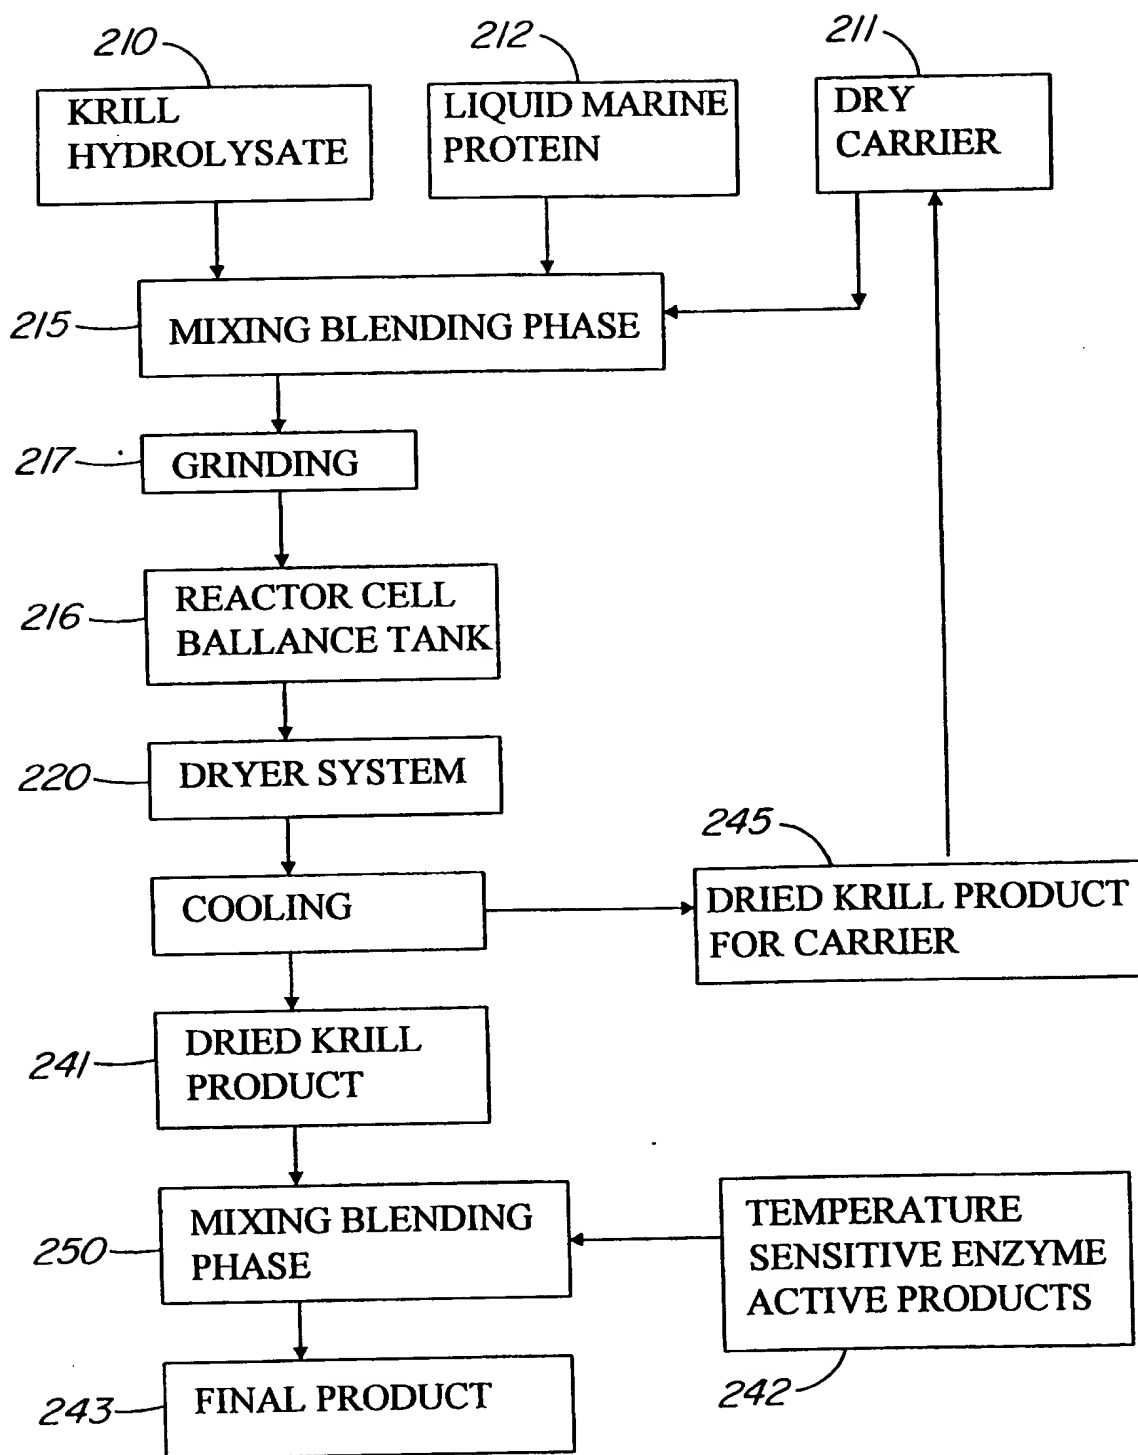 210
212
211
KRILL
HYDROLYSATE
LIQUID MARINE
PROTEIN
DRY
CARRIER
215
MIXING BLENDING PHASE
217
GRINDING
216
REACTOR CELL
BALLANCE TANK
220
DRYER SYSTEM
245
COOLING
DRIED KRILL PRODUCT
FOR CARRIER
241
DRIED KRILL
PRODUCT
250
MIXING BLENDING
PHASE
TEMPERATURE
SENSITIVE ENZYME
ACTIVE PRODUCTS
242
243
FINAL PRODUCT